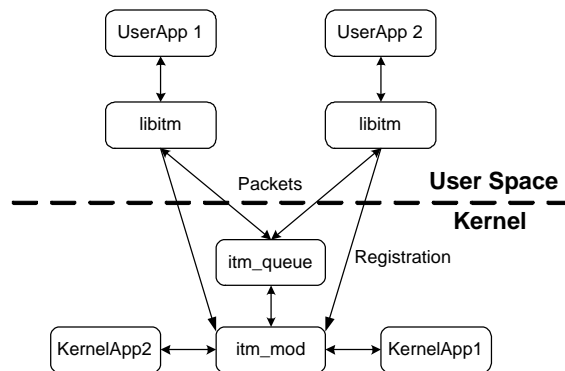 UserApp 1
UserApp 2
libitm
libitm
Packets
User Space
Kernel
itm_queue
Registration
KernelApp2
itm_mod
KernelApp1